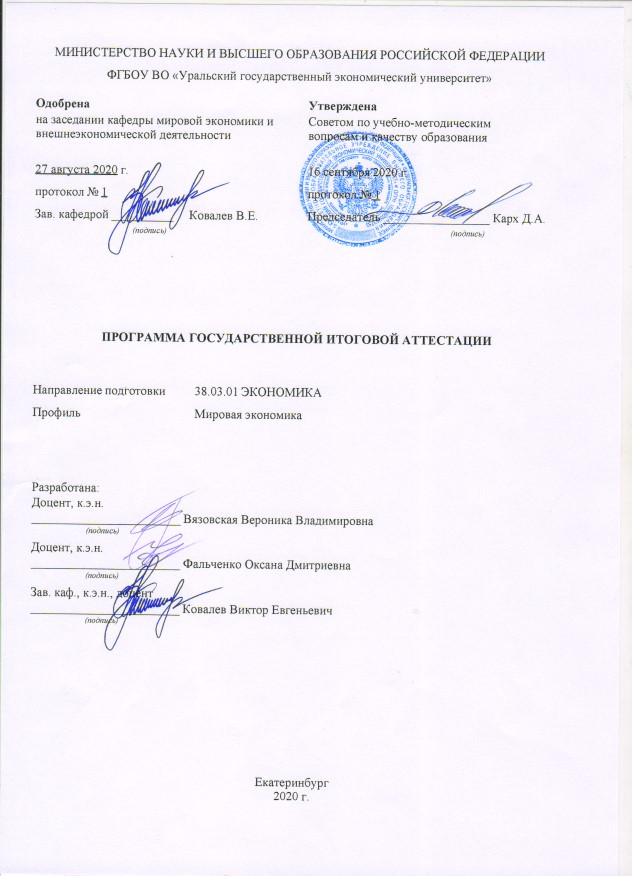 МИНИСТЕРСТВО НАУКИ И ВЫСШЕГО ОБРАЗОВАНИЯ РОССИЙСКОЙ ФЕДЕРАЦИИ
ФГБОУ ВО «Уральский государственный экономический университет»
Одобрена
на заседании кафедры мировой экономики и
внешнеэкономической деятельности
27 августа 2020 г.
протокол № 1
Зав. кафедрой Ковалев В.Е.
(подпись)
Утверждена
Советом по учебно-методическим
вопросам и качеству образования
16 сентября 2020 г.
протокол № 1
Председатель Карх Д.А.
(подпись)
ПРОГРАММА ГОСУДАРСТВЕННОЙ ИТОГОВОЙ АТТЕСТАЦИИ
Направление подготовки 38.03.01 ЭКОНОМИКА
Профиль Мировая экономика
Разработана:
Доцент, к.э.н.
Вязовская Вероника Владимировна
(подпись)
Доцент, к.э.н.
Фальченко Оксана Дмитриевна
(подпись)
Зав. каф., к.э.н., доцент
Ковалев Виктор Евгеньевич
(подпись)
Екатеринбург
2020 г.